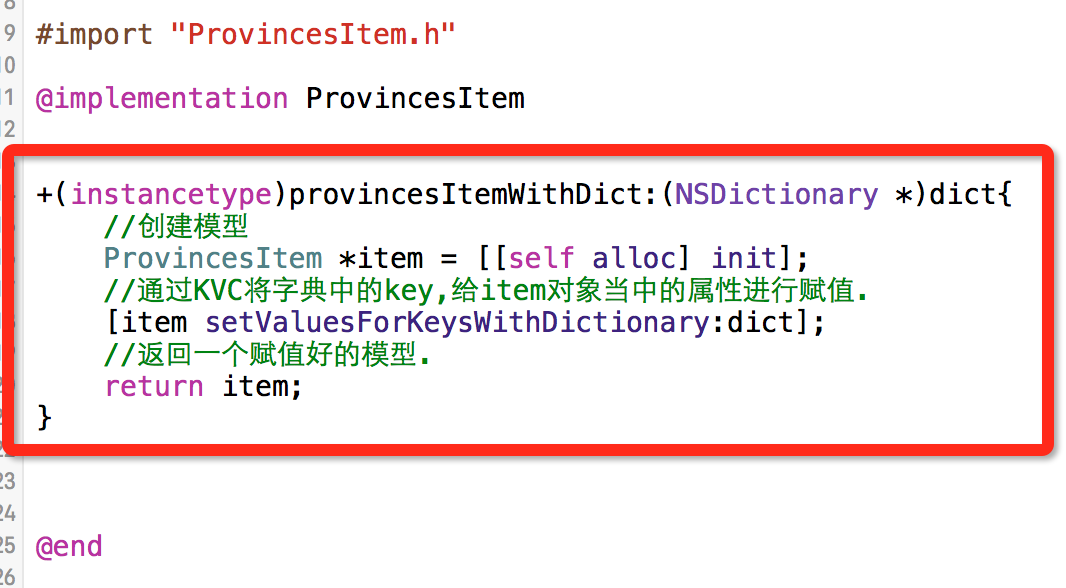 8
9 #import "ProvincesItem.h"
10
11 @implementation ProvincesItem
12
+(instancetype)provincesItemWithDict:(NSDictionary *)dict{
//创建模型
ProvincesItem *item = [[self alloc] init];
//通过KVC将字典中的key,给item对象当中的属性进行赋值.
[item setValuesForKeysWithDictionary:dict];
//返回一个赋值好的模型.
return item;
}
23
24
25 @end
26